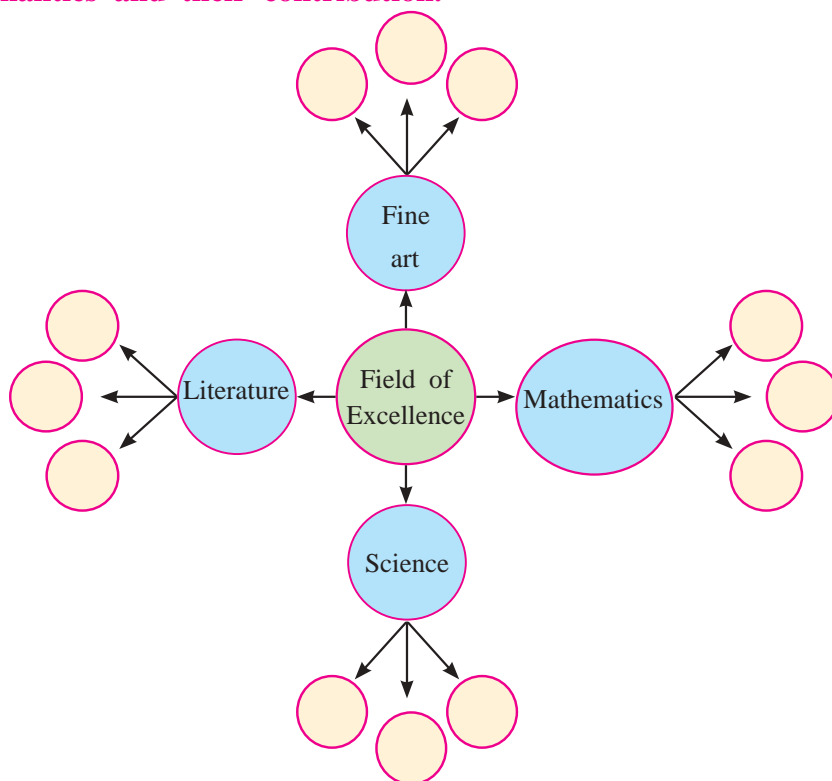 and their contribution.
Fine
art
Literature
Field of
Excellence
Mathematics
Science